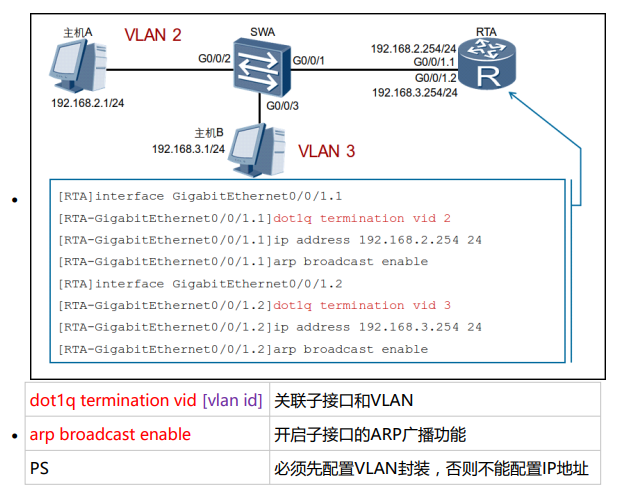 主机A
VLAN 2
SWA
RTA
192.168.2.254/24
G0/0/2
G0/0/1
G0/0/1.1
G0/0/1.2
192.168.3.254/24
192.168.2.1/24
G0/0/3
主机B
192.168.3.1/24
VLAN 3
R
[RTA]interface GigabitEthernet0/0/1.1
[RTA-GigabitEthernet0/0/1.1]dot1q termination vid 2
[RTA-GigabitEthernet0/0/1.1]ip address 192.168.2.254 24
[RTA-GigabitEthernet0/0/1.1]arp broadcast enable
[RTA]interface GigabitEthernet0/0/1.2
[RTA-GigabitEthernet0/0/1.2]dot1q termination vid 3
[RTA-GigabitEthernet0/0/1.2]ip address 192.168.3.254 24
[RTA-GigabitEthernet0/0/1.2]arp broadcast enable
dot1q termination vid [vlan id] 关联子接口和VLAN
arp broadcast enable 开启子接口的ARP广播功能
PS 必须先配置VLAN封装，否则不能配置IP地址